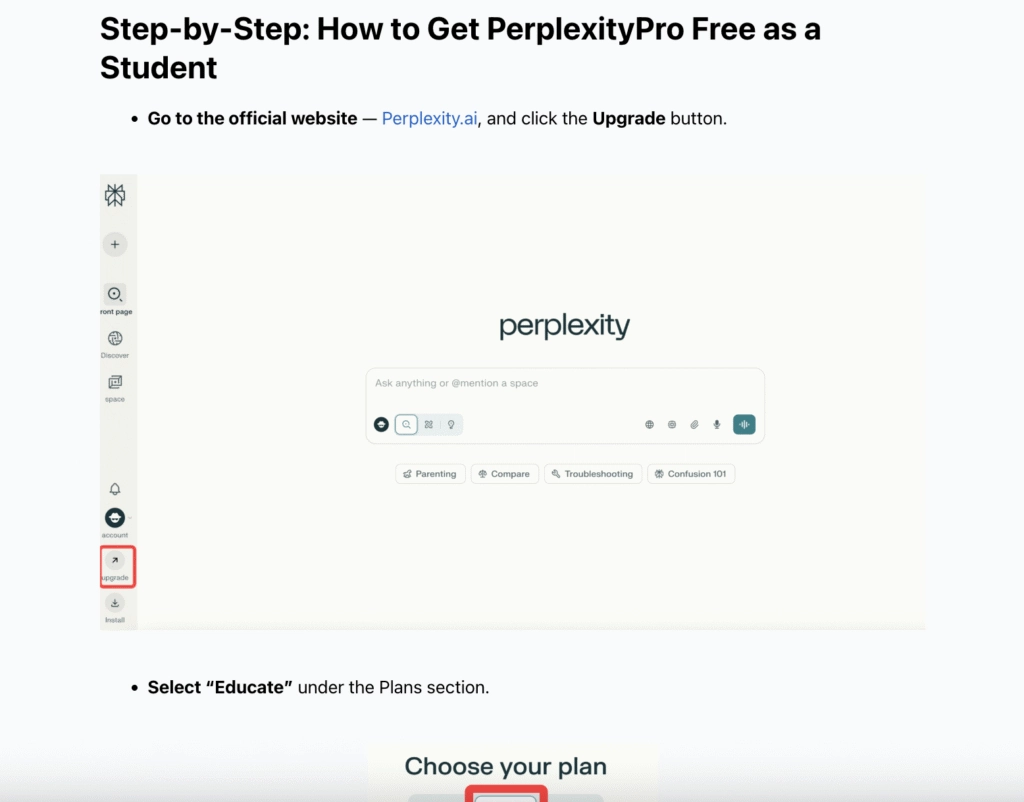 Step-by-Step: How to Get PerplexityPro Free as a
Student
• Go to the official website — Perplexity.ai, and click the Upgrade button.
ront page
Discover
space
account
upgrade
Install
perplexity
Ask anything or @mention a space
Parenting
Compare
Troubleshooting
Confusion 101
• Select “Educate” under the Plans section.
Choose your plan